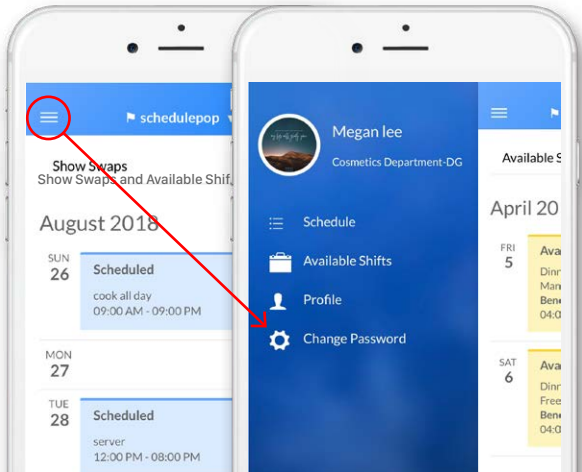 schedulepop
Show Swaps
Show Swaps and Available Shif
August 2018
SUN
26
Scheduled
cook all day
09:00 AM - 09:00 PM
MON
27
TUE
28
Scheduled
server
12:00 PM - 08:00 PM
Megan lee
Cosmetics Department-DG
Schedule
Available Shifts
Profile
Change Password
Available S
April 20
FRI
5
Ava
Dinn
Man
Bene
04:0
SAT
6
Ava
Dinr
Free
Bene
04:0